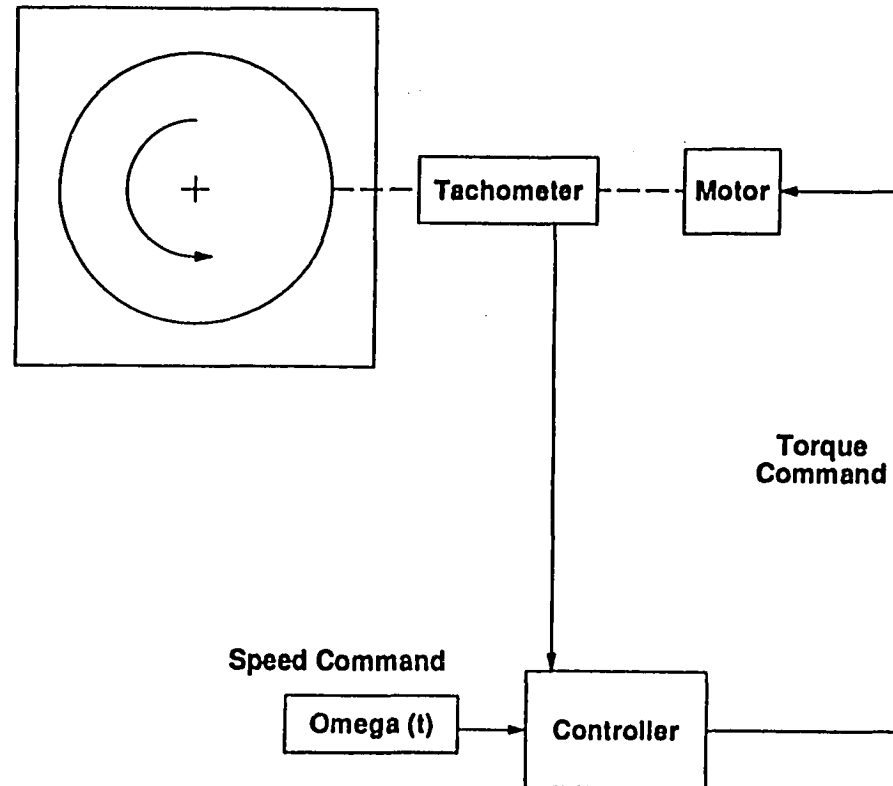 Tachometer
Motor
Torque
Command
Speed Command
Omega (t)
Controller